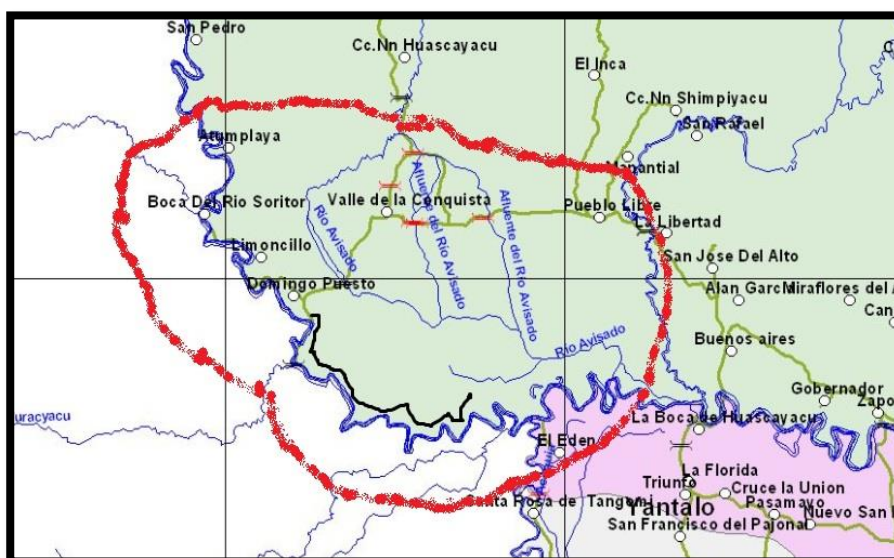 San Pedro
Cc.Nn Huascayacu
El Inca
Cc.Nn Shimpiyacu
San Rafael
Atumplaya
Manantial
Boca Del Rio Soritor
Valle de la Conquista
Pueblo Libre
La Libertad
Rio Avisado
Afluente del Rio Avisado
Afluente del Rio Avisado
Limoncillo
San Jose Del Alto
Domingo Puesto
Alan Garcia
Miraflores del A
Can
Rio Avisado
Buenos aires
Gobernador
Zapo
uracyacu
La Boca de Huascayacu
El Eden
La Florida
Triunfo
Cruce la Union
Santa Rosa de Tangumi
Yantalo
Pasamayo
Nuevo San
San Francisco del Pajonal